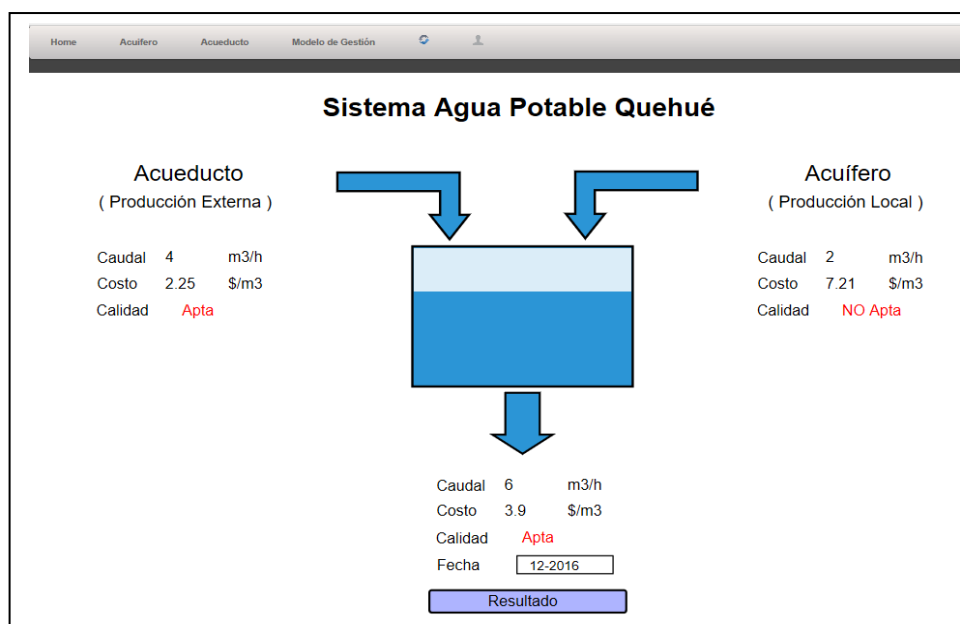 Home Acuífero Acueducto Modelo de Gestión
Sistema Agua Potable Quehué
Acueducto
( Producción Externa )
Caudal 4 m3/h
Costo 2.25 $/m3
Calidad Apta
Acuífero
( Producción Local )
Caudal 2 m3/h
Costo 7.21 $/m3
Calidad NO Apta
Caudal 6 m3/h
Costo 3.9 $/m3
Calidad Apta
Fecha 12-2016
Resultado